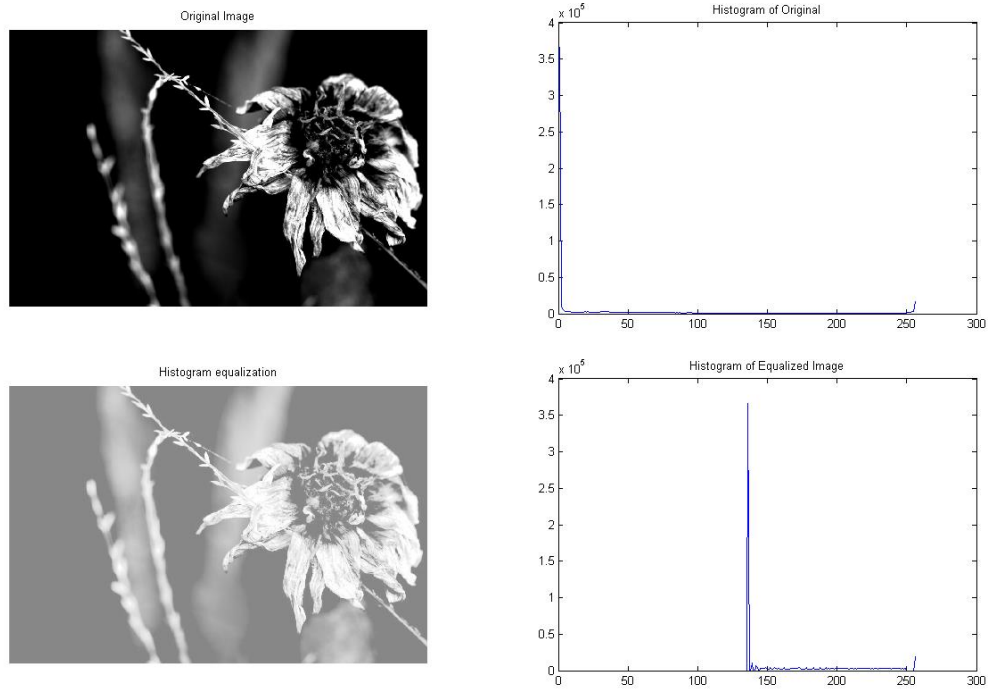 Original Image
Histogram of Original
x 10^5
4
3.5
3
2.5
2
1.5
1
0.5
0
0 50 100 150 200 250 300
Histogram equalization
Histogram of Equalized Image
x 10^5
4
3.5
3
2.5
2
1.5
1
0.5
0
0 50 100 150 200 250 300